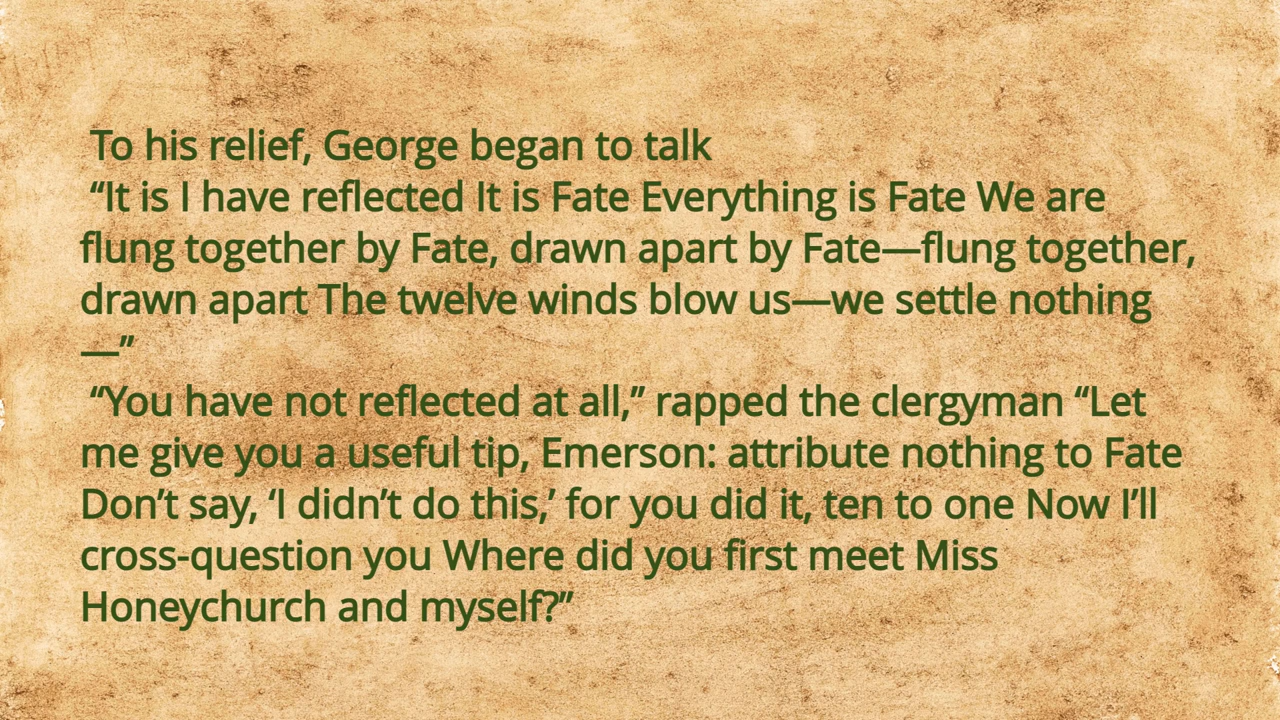 To his relief, George began to talk
“It is I have reflected It is Fate Everything is Fate We are
flung together by Fate, drawn apart by Fate—flung together,
drawn apart The twelve winds blow us—we settle nothing
—”
“You have not reflected at all,” rapped the clergyman “Let
me give you a useful tip, Emerson: attribute nothing to Fate
Don’t say, ‘I didn’t do this,’ for you did it, ten to one Now I’ll
cross-question you Where did you first meet Miss
Honeychurch and myself?”